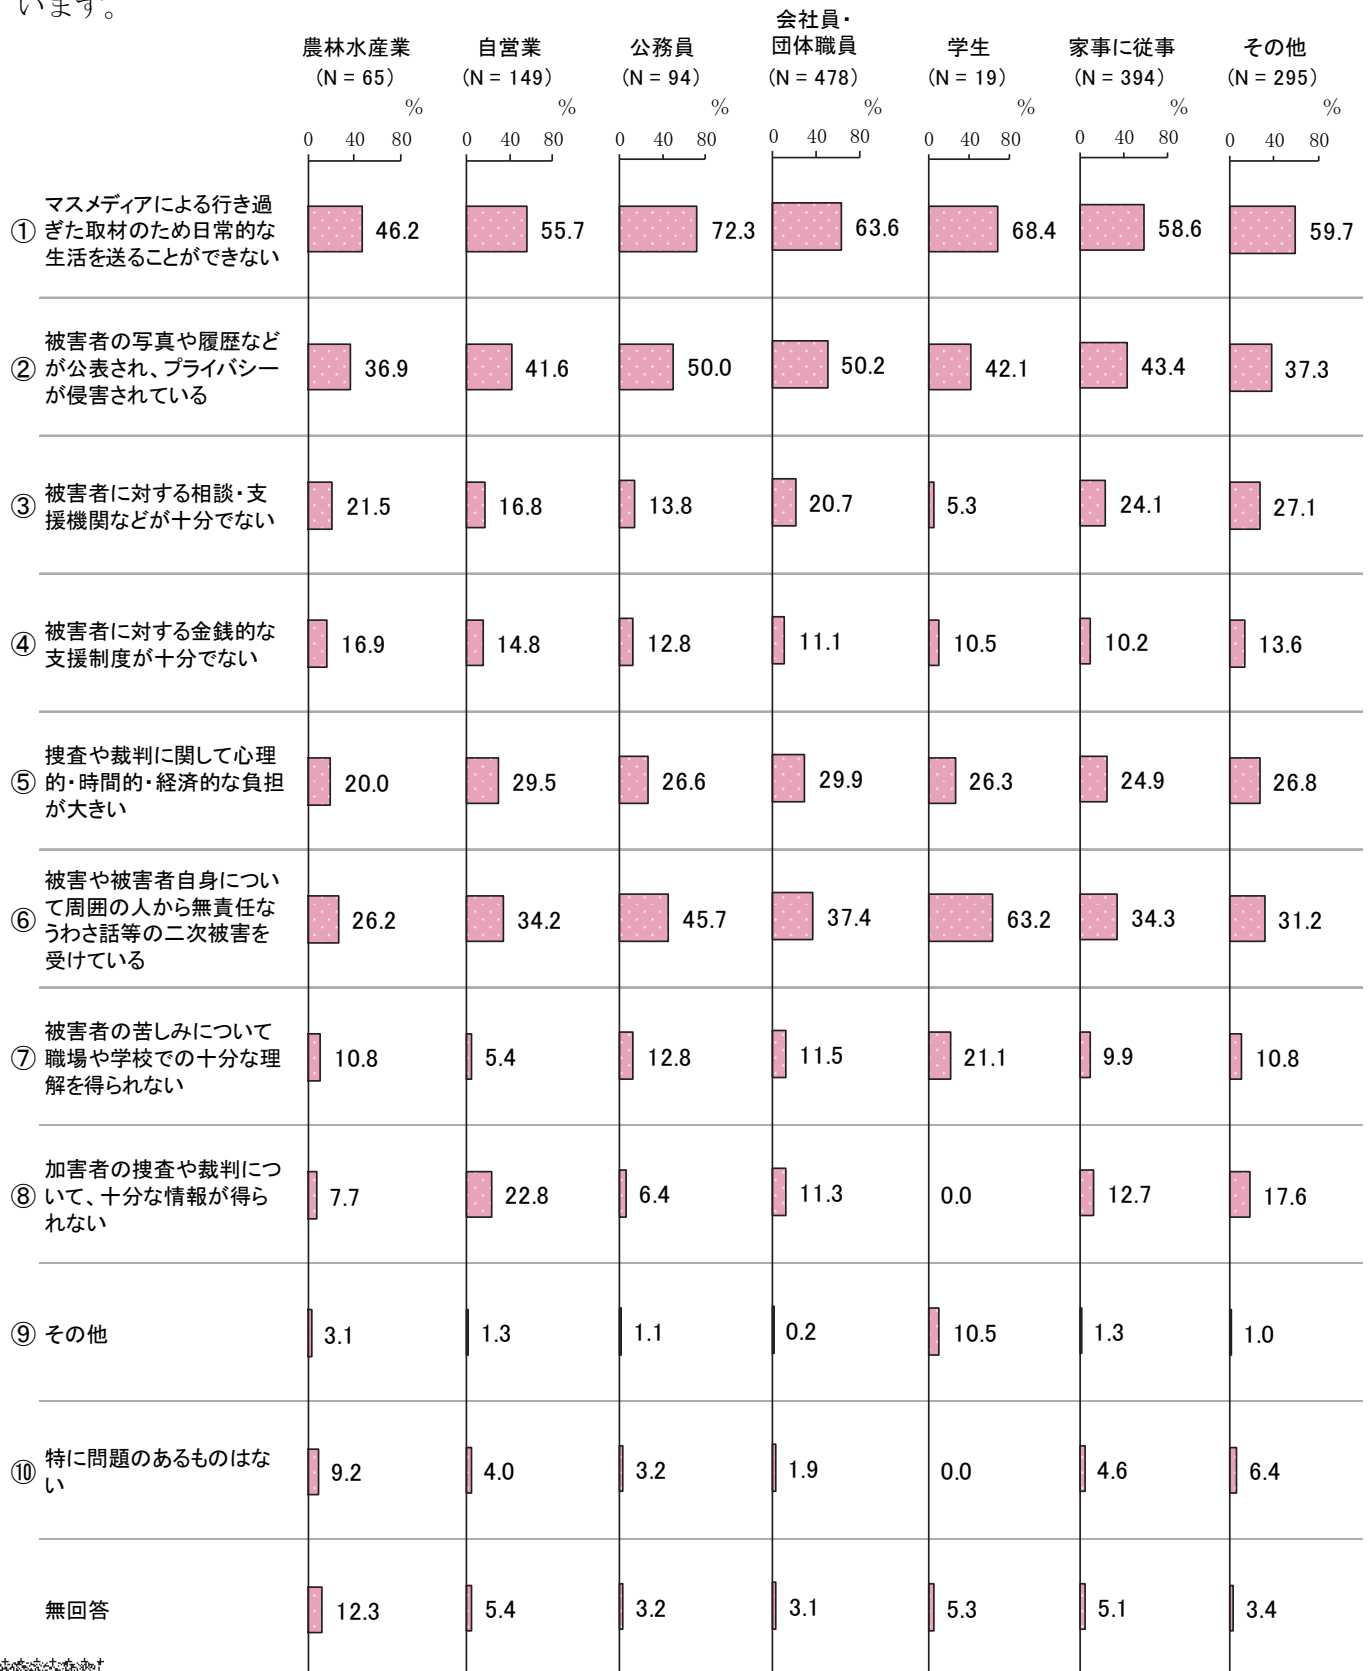 います。
農林水産業 自営業 公務員 会社員・団体職員 学生 家事に従事 その他
(N = 65) (N = 149) (N = 94) (N = 478) (N = 19) (N = 394) (N = 295)
% % % % % % %
0 40 80 0 40 80 0 40 80 0 40 80 0 40 80 0 40 80 0 40 80
① マスメディアによる行き過
ぎた取材のため日常的な
生活を送ることができない
46.2 55.7 72.3 63.6 68.4 58.6 59.7
② 被害者の写真や履歴など
が公表され、プライバシー
が侵害されている
36.9 41.6 50.0 50.2 42.1 43.4 37.3
③ 被害者に対する相談・支
援機関などが十分でない
21.5 16.8 13.8 20.7 5.3 24.1 27.1
④ 被害者に対する金銭的な
支援制度が十分でない
16.9 14.8 12.8 11.1 10.5 10.2 13.6
⑤ 捜査や裁判に関して心理
的・時間的・経済的な負担
が大きい
20.0 29.5 26.6 29.9 26.3 24.9 26.8
⑥ 被害や被害者自身につい
て周囲の人から無責任な
うわさ話等の二次被害を
受けている
26.2 34.2 45.7 37.4 63.2 34.3 31.2
⑦ 被害者の苦しみについて
職場や学校での十分な理
解を得られない
10.8 5.4 12.8 11.5 21.1 9.9 10.8
⑧ 加害者の捜査や裁判につ
いて、十分な情報が得ら
れない
7.7 22.8 6.4 11.3 0.0 12.7 17.6
⑨ その他
3.1 1.3 1.1 0.2 10.5 1.3 1.0
⑩ 特に問題のあるものはな
い
9.2 4.0 3.2 1.9 0.0 4.6 6.4
無回答
12.3 5.4 3.2 3.1 5.3 5.1 3.4